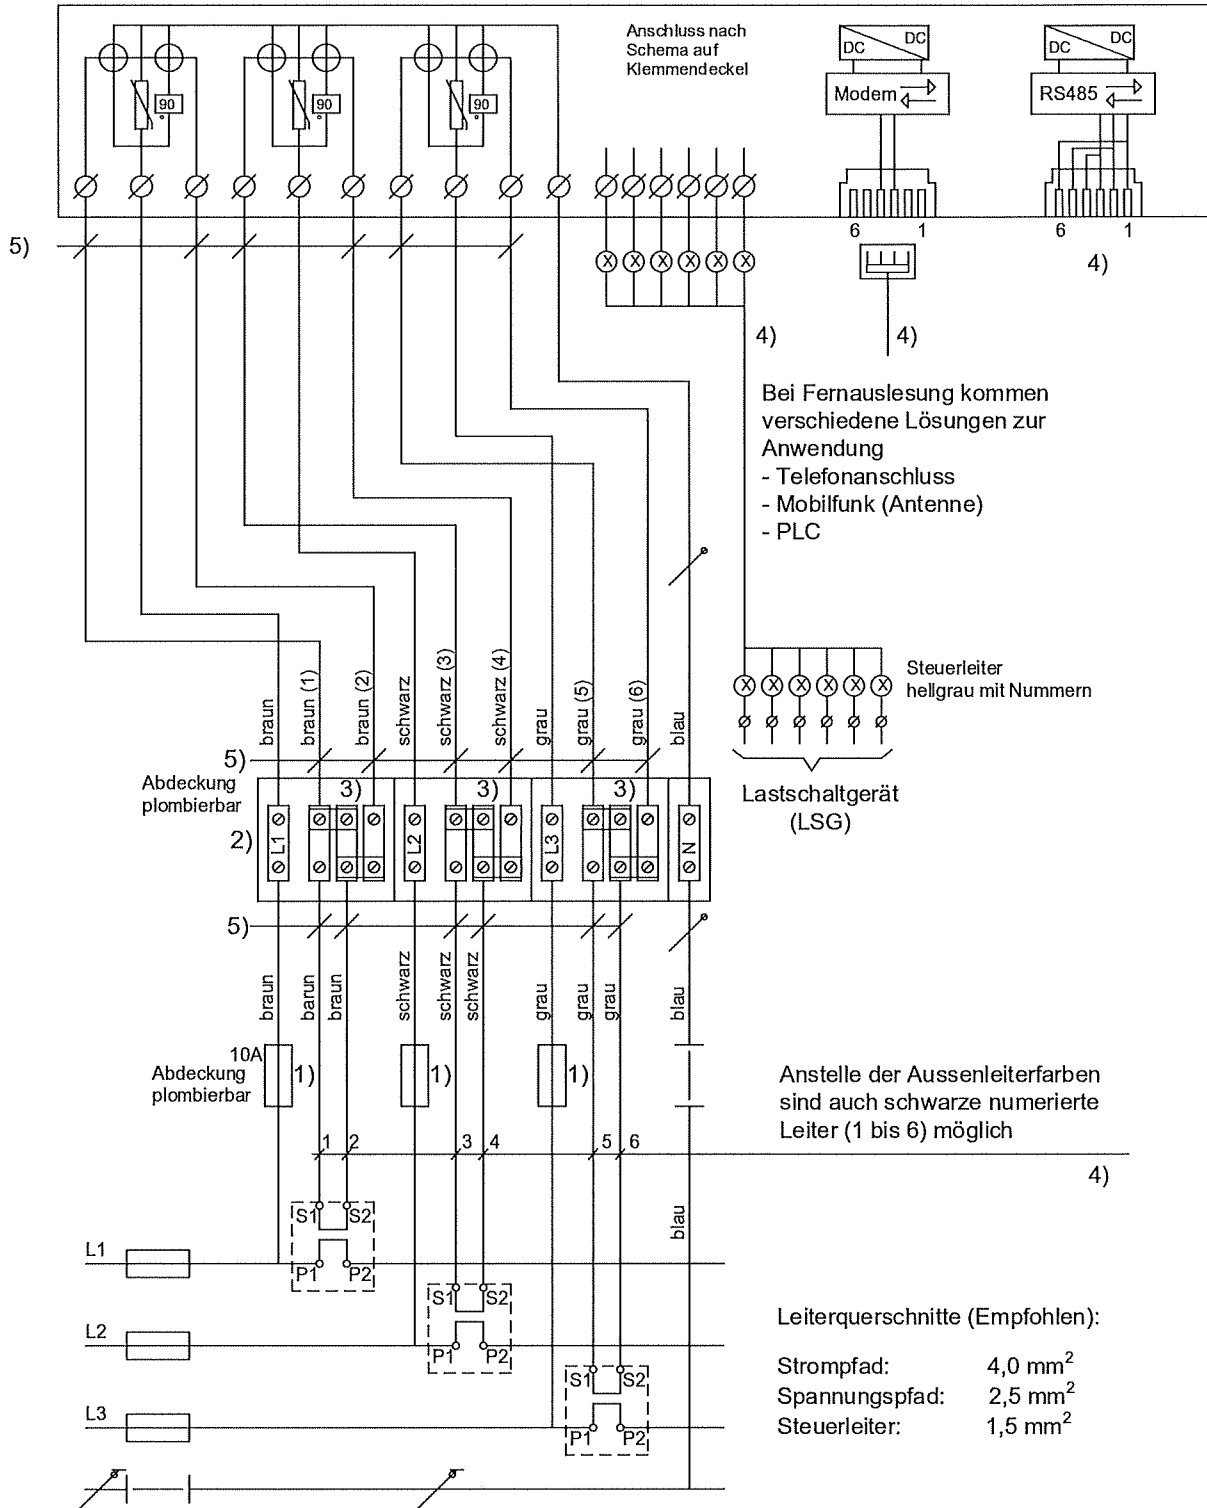 Anschluss nach
Schema auf
Klemmendeckel
DC DC
DC DC
Modem
RS485
90
90
90
6 1
6 1
5)
4)
4)
4)
Bei Fernauslesung kommen
verschiedene Lösungen zur
Anwendung
- Telefonanschluss
- Mobilfunk (Antenne)
- PLC
braun
braun (1)
braun (2)
schwarz
schwarz (3)
schwarz (4)
grau
grau (5)
grau (6)
blau
Steuerleiter
hellgrau mit Nummern
Lastschaltgerät
(LSG)
5)
Abdeckung
plombierbar
3)
3)
3)
2)
L1
L2
L3
N
5)
braun
barun
braun
schwarz
schwarz
schwarz
grau
grau
grau
blau
10A
Abdeckung
plombierbar
1)
1)
1)
Anstelle der Aussenleiterfarben
sind auch schwarze numerierte
Leiter (1 bis 6) möglich
1 2 3 4 5 6
4)
blau
S1 S2
L1
P1 P2
S1 S2
L2
P1 P2
S1 S2
L3
P1 P2
Leiterquerschnitte (Empfohlen):
Strompfad: 4,0 mm²
Spannungspfad: 2,5 mm²
Steuerleiter: 1,5 mm²